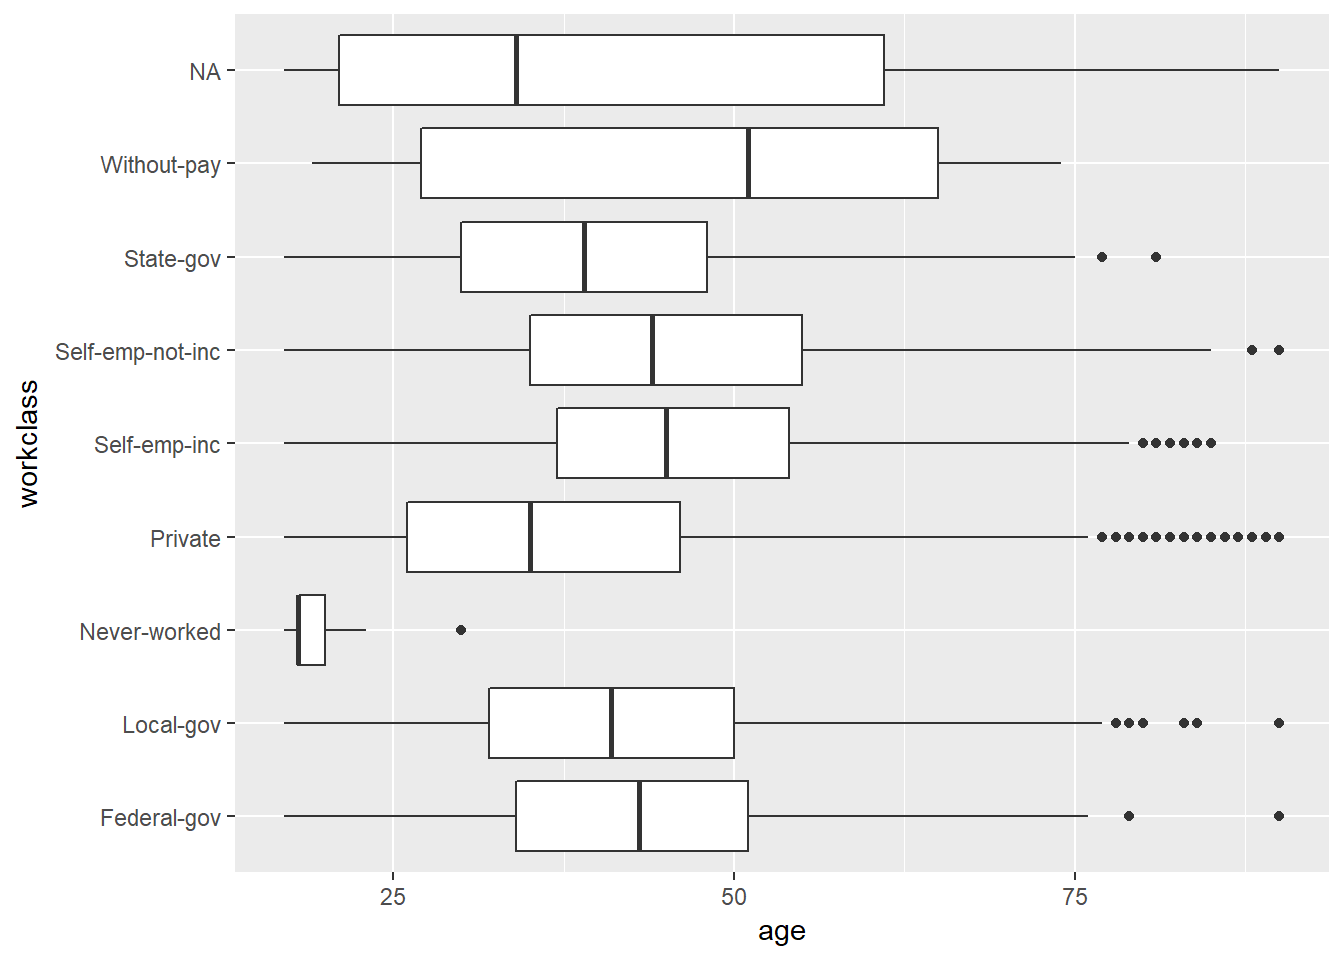 NA
Without-pay
State-gov
Self-emp-not-inc
Self-emp-inc
Private
Never-worked
Local-gov
Federal-gov
workclass
25 50 75
age